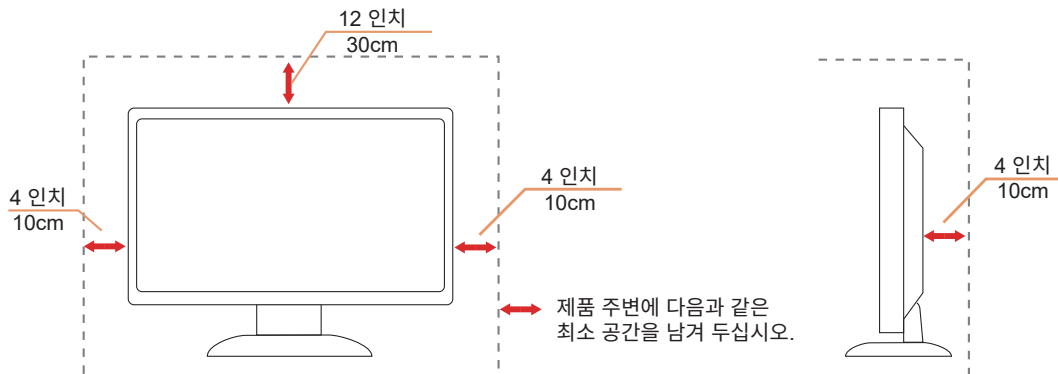 12 인치
30cm
4 인치
10cm
4 인치
10cm
4 인치
10cm
제품 주변에 다음과 같은
최소 공간을 남겨 두십시오.